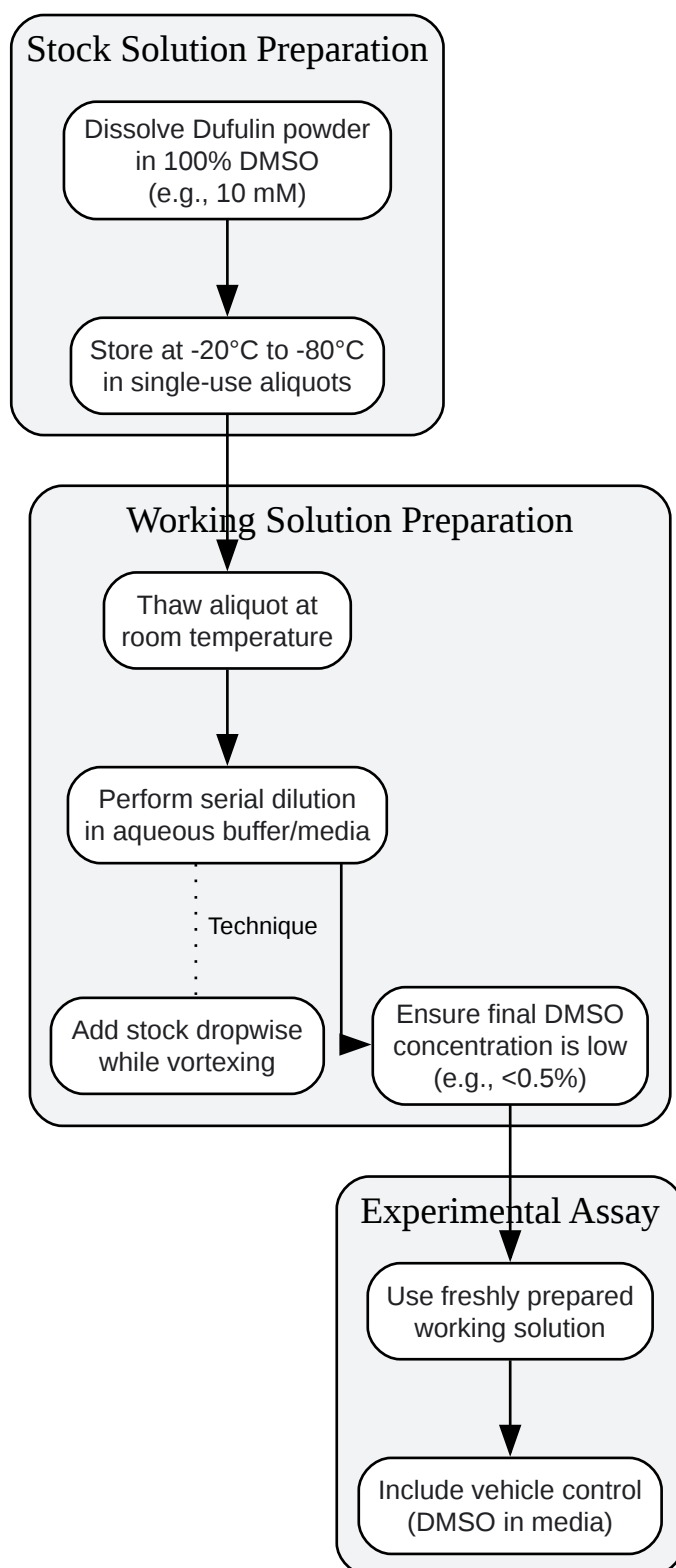 Stock Solution Preparation
Dissolve Dufulin powder
in 100% DMSO
(e.g., 10 mM)
Store at -20°C to -80°C
in single-use aliquots
Working Solution Preparation
Thaw aliquot at
room temperature
Perform serial dilution
in aqueous buffer/media
Technique
Add stock dropwise
while vortexing
Ensure final DMSO
concentration is low
(e.g., <0.5%)
Experimental Assay
Use freshly prepared
working solution
Include vehicle control
(DMSO in media)